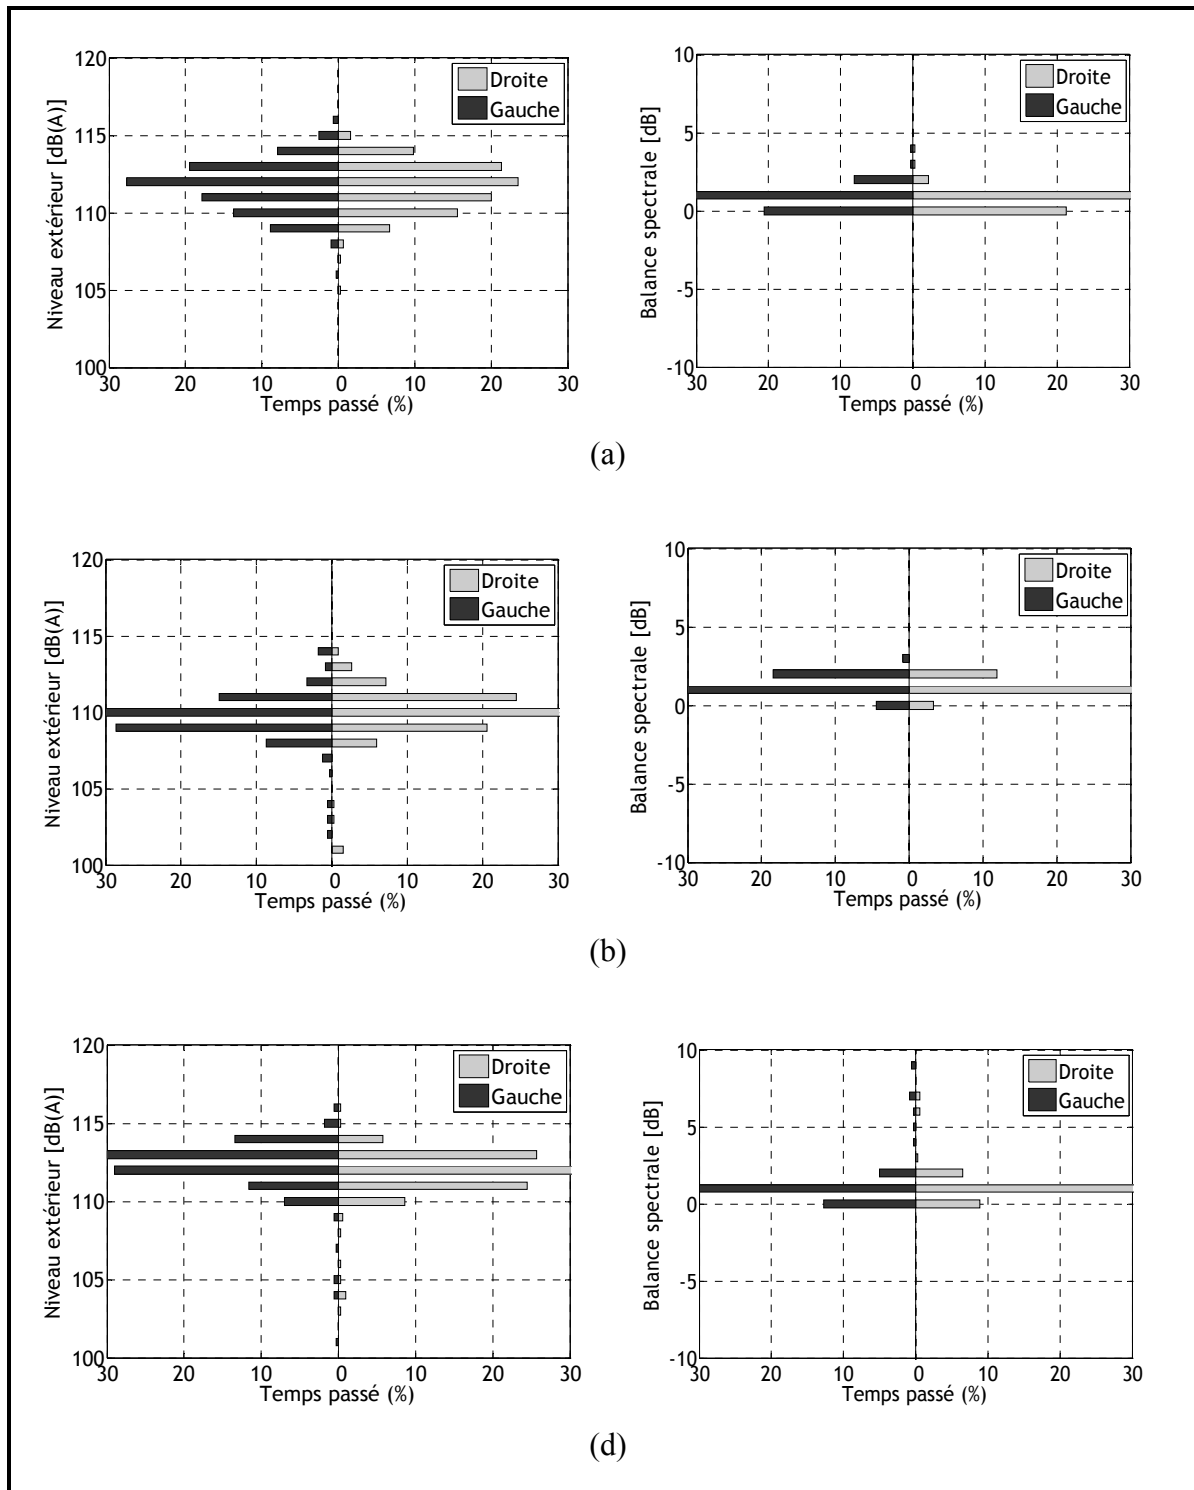 120
115
110
105
100
Niveau extérieur [dB(A)]
Droite
Gauche
30 20 10 0 10 20 30
Temps passé (%)
10
5
0
-5
-10
Balance spectrale [dB]
Droite
Gauche
30 20 10 0 10 20 30
Temps passé (%)
(a)
120
115
110
105
100
Niveau extérieur [dB(A)]
Droite
Gauche
30 20 10 0 10 20 30
Temps passé (%)
10
5
0
-5
-10
Balance spectrale [dB]
Droite
Gauche
30 20 10 0 10 20 30
Temps passé (%)
(b)
120
115
110
105
100
Niveau extérieur [dB(A)]
Droite
Gauche
30 20 10 0 10 20 30
Temps passé (%)
10
5
0
-5
-10
Balance spectrale [dB]
Droite
Gauche
30 20 10 0 10 20 30
Temps passé (%)
(d)